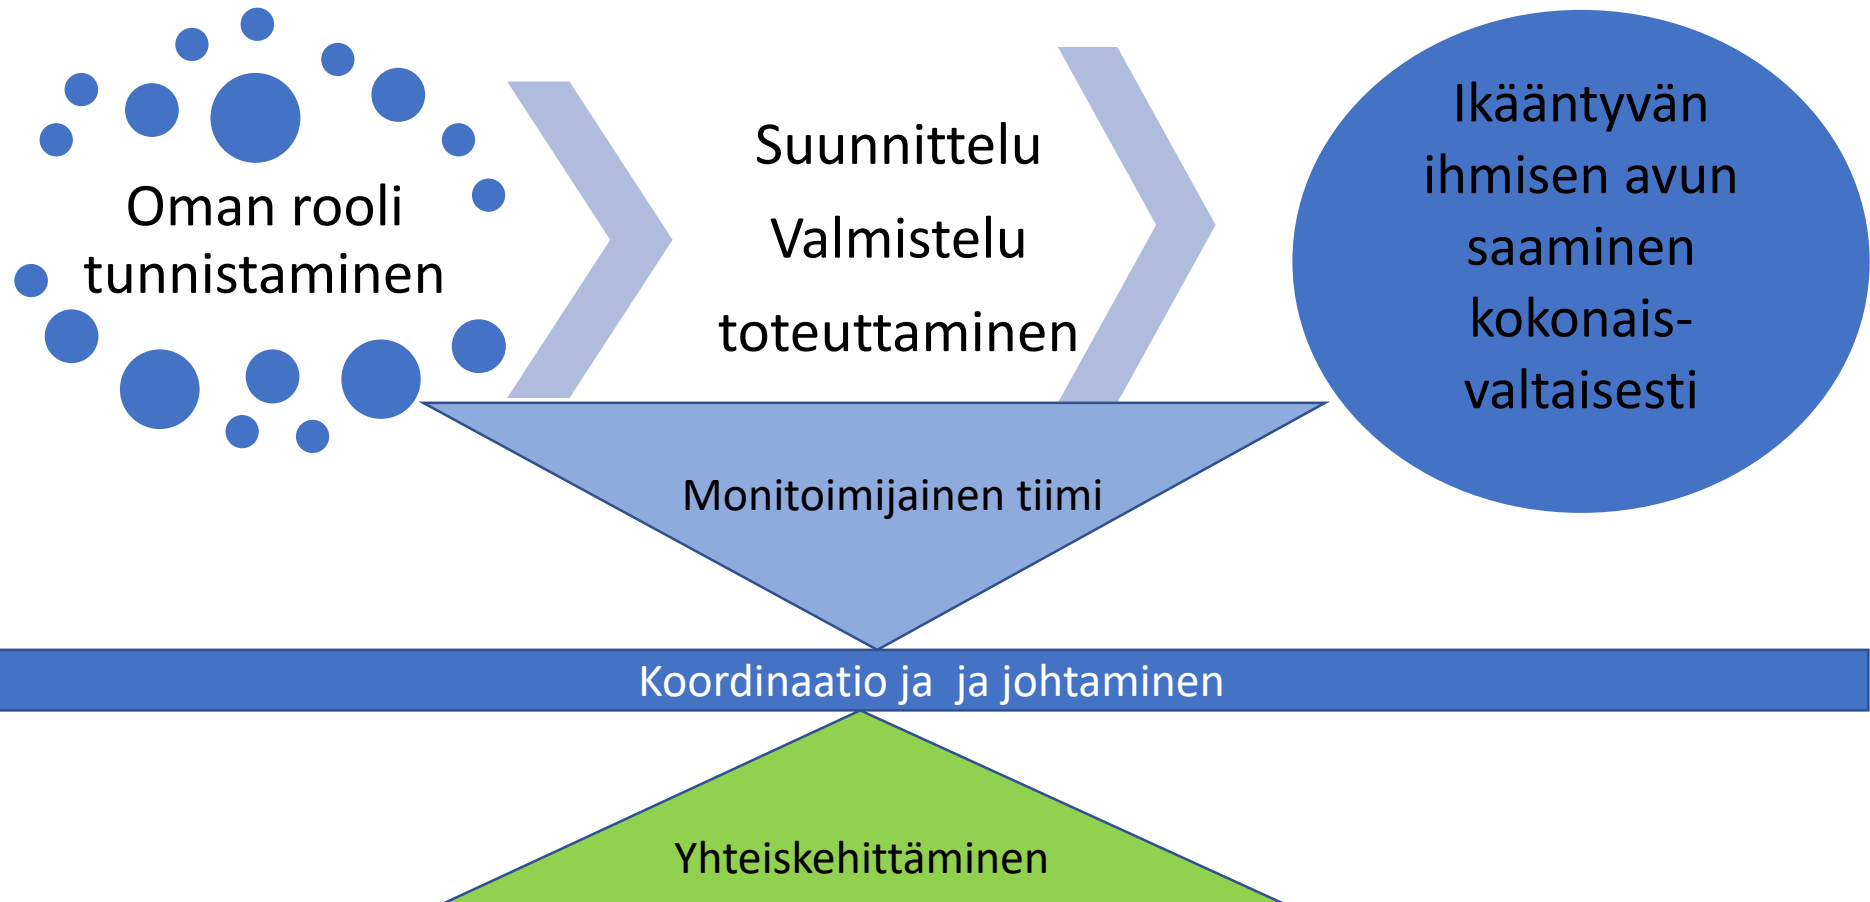 Oman rooli
tunnistaminen
Suunnittelu
Valmistelu
toteuttaminen
Ikääntyvän
ihmisen avun
saaminen
kokonais-
valtaisesti
Monitoimijainen tiimi
Koordinaatio ja  ja johtaminen
Yhteiskehittäminen